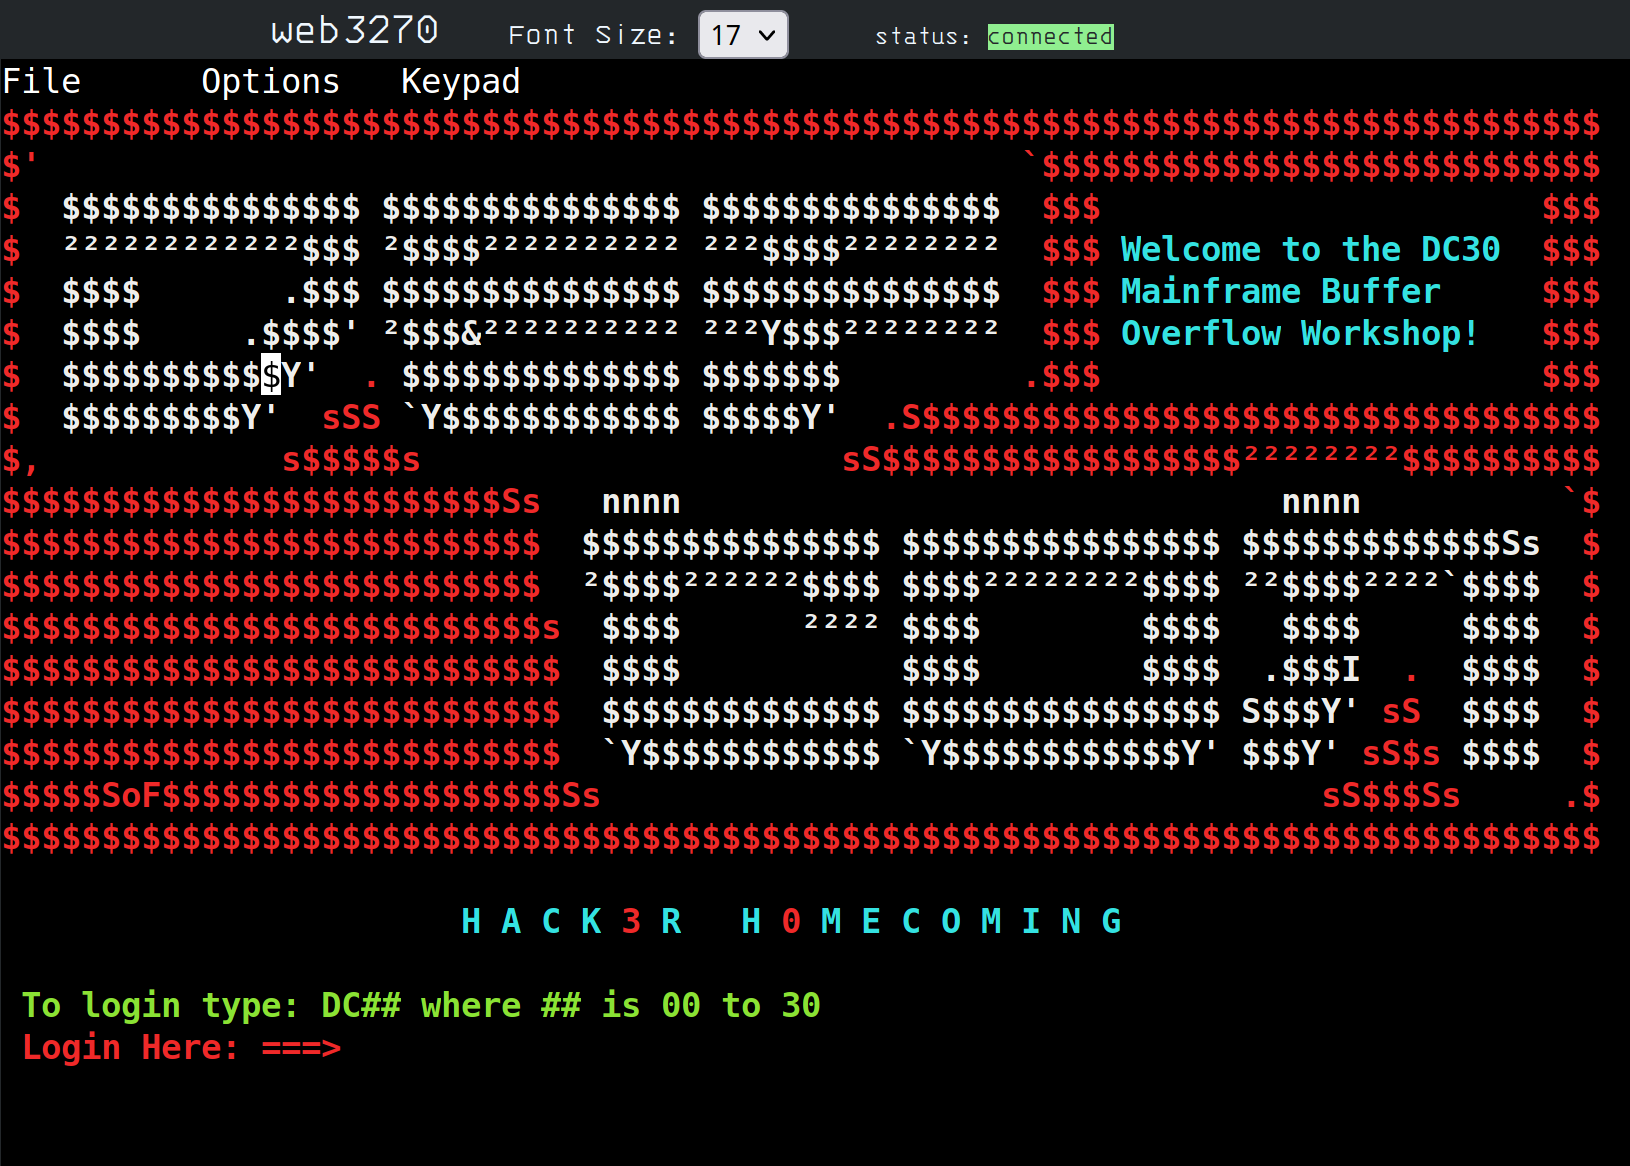 web3270 Font Size: 17 status: connected
File Options Keypad
$$$$$$$$$$$$$$$$$$$$$$$$$$$$$$$$$$$$$$$$$$$$$$$$$$$$$$$$$$$$$$$$$$$$$$$$$$$$$$$$
$'                                                 `$$$$$$$$$$$$$$$$$$$$$$$$$$$$
$  $$$$$$$$$$$$$$$ $$$$$$$$$$$$$$$ $$$$$$$$$$$$$$$  $$$                      $$$
$  ²²²²²²²²²²²²$$$ ²$$$$²²²²²²²²²² ²²²$$$$²²²²²²²²  $$$ Welcome to the DC30  $$$
$  $$$$       .$$$ $$$$$$$$$$$$$$$ $$$$$$$$$$$$$$$  $$$ Mainframe Buffer     $$$
$  $$$$     .$$$$' ²$$$&²²²²²²²²²² ²²²Y$$$²²²²²²²²  $$$ Overflow Workshop!   $$$
$  $$$$$$$$$$$Y'  . $$$$$$$$$$$$$$ $$$$$$$         .$$$                      $$$
$  $$$$$$$$$Y'  sSS `Y$$$$$$$$$$$$ $$$$$Y'  .S$$$$$$$$$$$$$$$$$$$$$$$$$$$$$$$$$$
$,            s$$$$$s                     sS$$$$$$$$$$$$$$$$$$²²²²²²²²$$$$$$$$$$
$$$$$$$$$$$$$$$$$$$$$$$$$Ss   nnnn                              nnnn          `$
$$$$$$$$$$$$$$$$$$$$$$$$$$$  $$$$$$$$$$$$$$$ $$$$$$$$$$$$$$$$ $$$$$$$$$$$$$Ss  $
$$$$$$$$$$$$$$$$$$$$$$$$$$$  ²$$$$²²²²²²$$$$ $$$$²²²²²²²²$$$$ ²²$$$$²²²²`$$$$  $
$$$$$$$$$$$$$$$$$$$$$$$$$$$s  $$$$      ²²²² $$$$        $$$$   $$$$     $$$$  $
$$$$$$$$$$$$$$$$$$$$$$$$$$$$  $$$$           $$$$        $$$$  .$$$I  .  $$$$  $
$$$$$$$$$$$$$$$$$$$$$$$$$$$$  $$$$$$$$$$$$$$ $$$$$$$$$$$$$$$$ S$$$Y' sS  $$$$  $
$$$$$$$$$$$$$$$$$$$$$$$$$$$$  `Y$$$$$$$$$$$$ `Y$$$$$$$$$$$$Y' $$$Y' sS$s $$$$  $
$$$$$SoF$$$$$$$$$$$$$$$$$$$$Ss                                    sS$$$Ss     .$
$$$$$$$$$$$$$$$$$$$$$$$$$$$$$$$$$$$$$$$$$$$$$$$$$$$$$$$$$$$$$$$$$$$$$$$$$$$$$$$$
H A C K 3 R   H 0 M E C O M I N G
To login type: DC## where ## is 00 to 30
Login Here: ===>